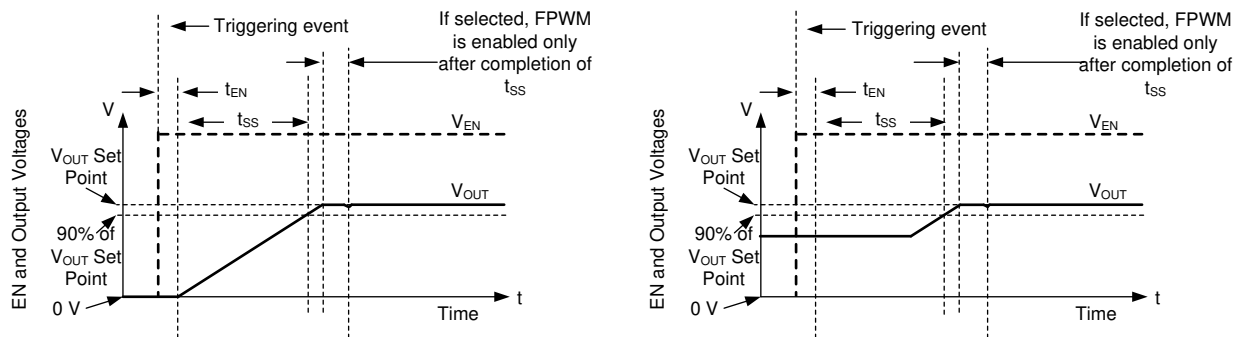 Triggering event
If selected, FPWM
is enabled only
after completion of
tSS
tEN
V
tSS
VEN
EN and Output Voltages
VOUT Set
Point
VOUT
90% of
VOUT Set
Point
0 V
t
Time
Triggering event
If selected, FPWM
is enabled only
after completion of
tSS
tEN
V
tSS
VEN
EN and Output Voltages
VOUT Set
Point
VOUT
90% of
VOUT Set
Point
0 V
t
Time